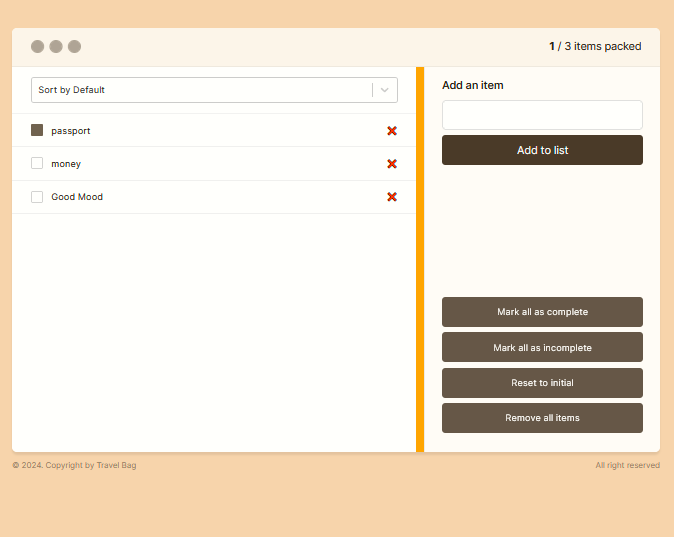 1 / 3 items packed
Sort by Default
passport
money
Good Mood
Add an item
Add to list
Mark all as complete
Mark all as incomplete
Reset to initial
Remove all items
© 2024. Copyright by Travel Bag
All right reserved